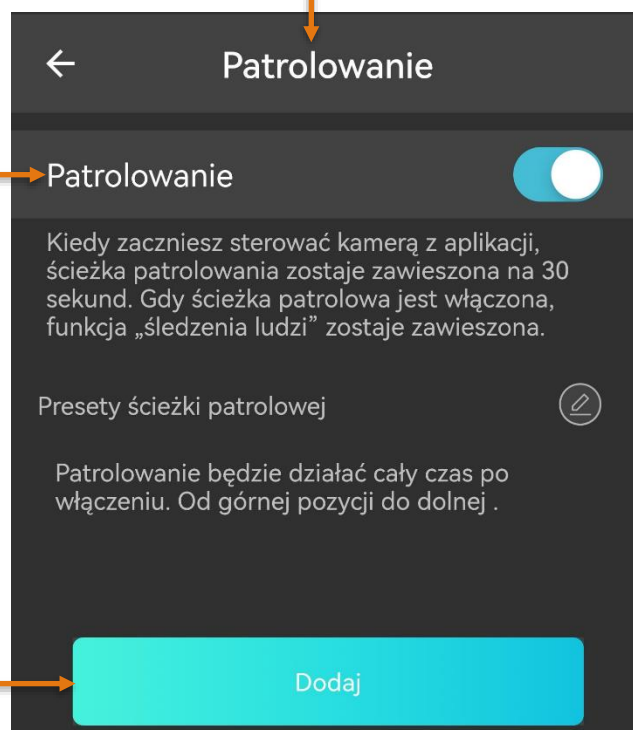 Patrolowanie
Patrolowanie
Kiedy zaczniesz sterować kamerą z aplikacji,
ścieżka patrolowania zostaje zawieszona na 30
sekund. Gdy ścieżka patrolowa jest włączona,
funkcja „śledzenia ludzi” zostaje zawieszona.
Presety ścieżki patrolowej
Patrolowanie będzie działać cały czas po
włączeniu. Od górnej pozycji do dolnej .
Dodaj